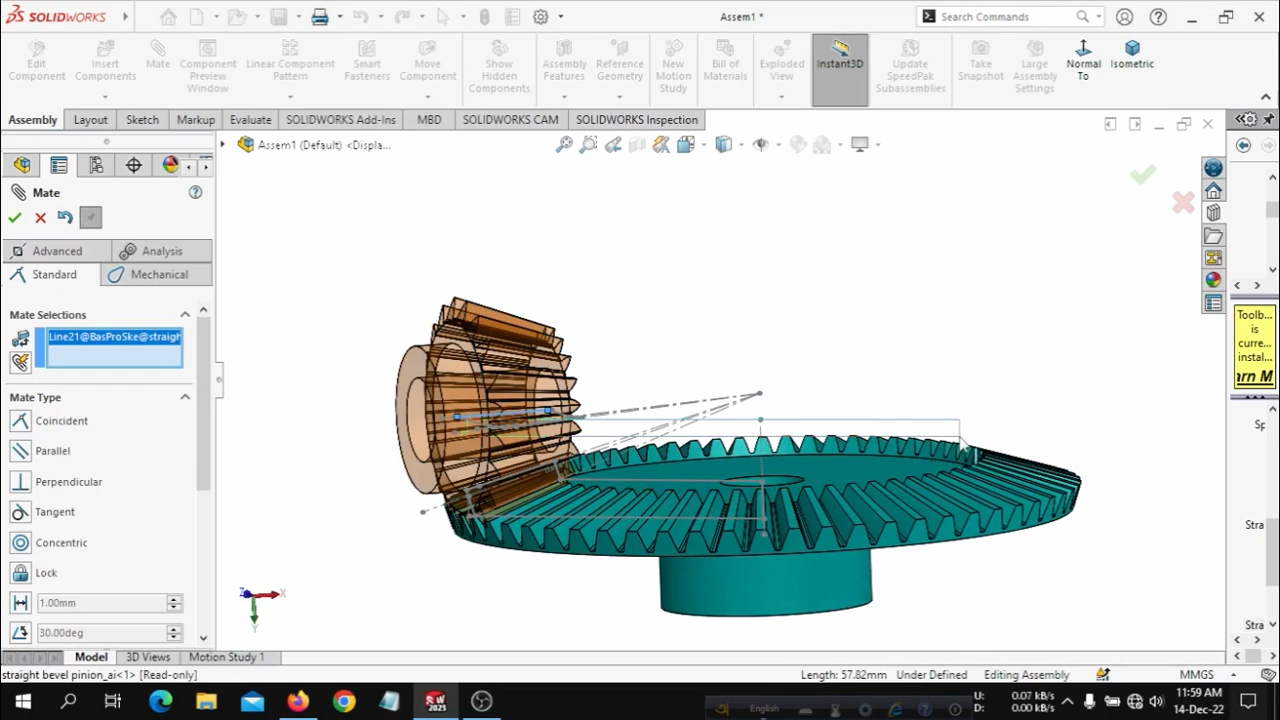 SOLIDWORKS
Assem1 *
Search Commands
Edit Component
Insert Components
Mate
Component Preview Window
Linear Component Pattern
Smart Fasteners
Move Component
Show Hidden Components
Assembly Features
Reference Geometry
New Motion Study
Bill of Materials
Exploded View
Instant3D
Update SpeedPak Subassemblies
Take Snapshot
Large Assembly Settings
Normal To
Isometric
Assembly
Layout
Sketch
Markup
Evaluate
SOLIDWORKS Add-Ins
MBD
SOLIDWORKS CAM
SOLIDWORKS Inspection
Assem1 (Default) <Displa...
Mate
Advanced
Analysis
Standard
Mechanical
Mate Selections
Line21@BasProSke@straigh
Mate Type
Coincident
Parallel
Perpendicular
Tangent
Concentric
Lock
1.00mm
30.00deg
Z
X
Y
Toolb...
is
curre...
instal...
arn M
Sp
Stra
Stra
Model
3D Views
Motion Study 1
straight bevel pinion_ai<1> [Read-only]
Length: 57.82mm
Under Defined
Editing Assembly
MMGS
SW
2023
English
U: 0.07 kB/s
D: 0.00 kB/s
11:59 AM
14-Dec-22